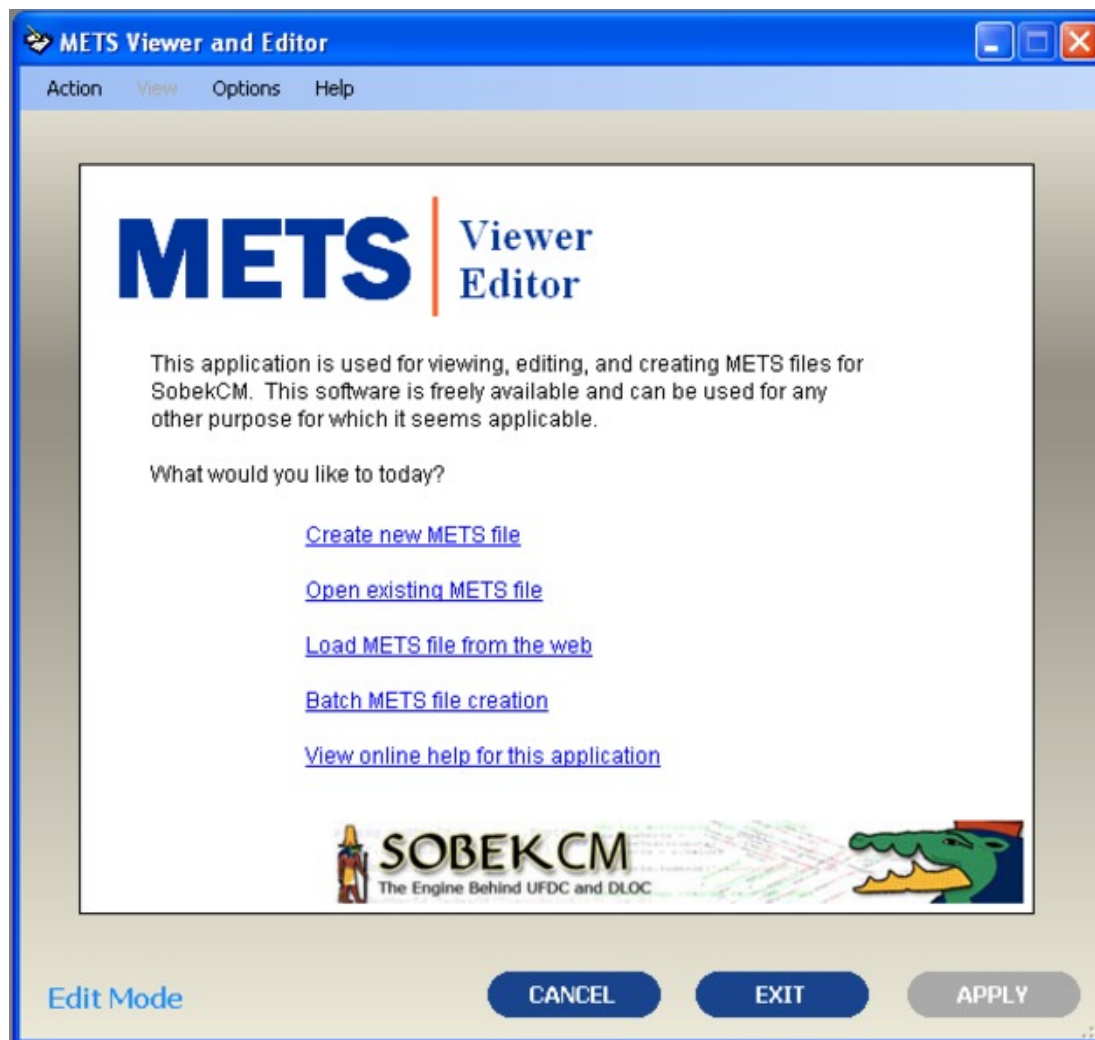 METS Viewer and Editor
Action View Options Help
METS
Viewer
Editor
This application is used for viewing, editing, and creating METS files for
SobekCM. This software is freely available and can be used for any
other purpose for which it seems applicable.
What would you like to today?
Create new METS file
Open existing METS file
Load METS file from the web
Batch METS file creation
View online help for this application
SOBEK CM
The Engine Behind UFDC and DLOC
Edit Mode
CANCEL EXIT APPLY